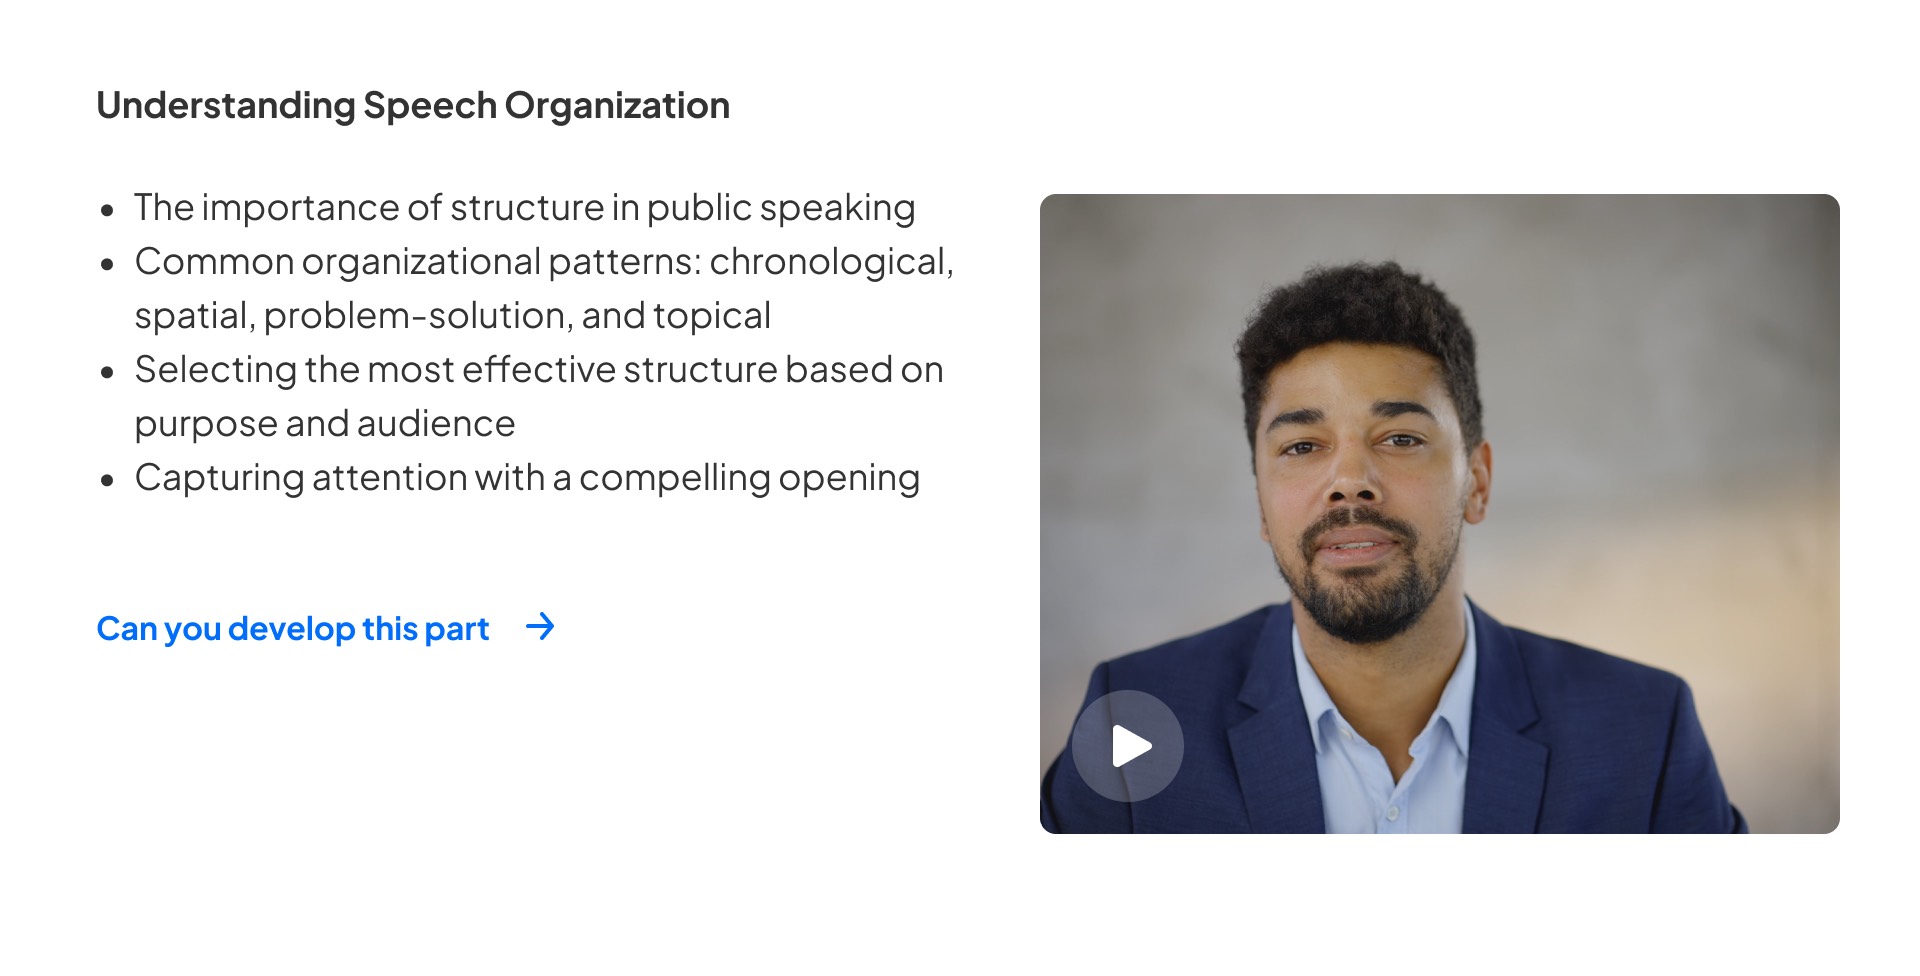 Understanding Speech Organization
• The importance of structure in public speaking
• Common organizational patterns: chronological,
spatial, problem-solution, and topical
• Selecting the most effective structure based on
purpose and audience
• Capturing attention with a compelling opening
Can you develop this part →